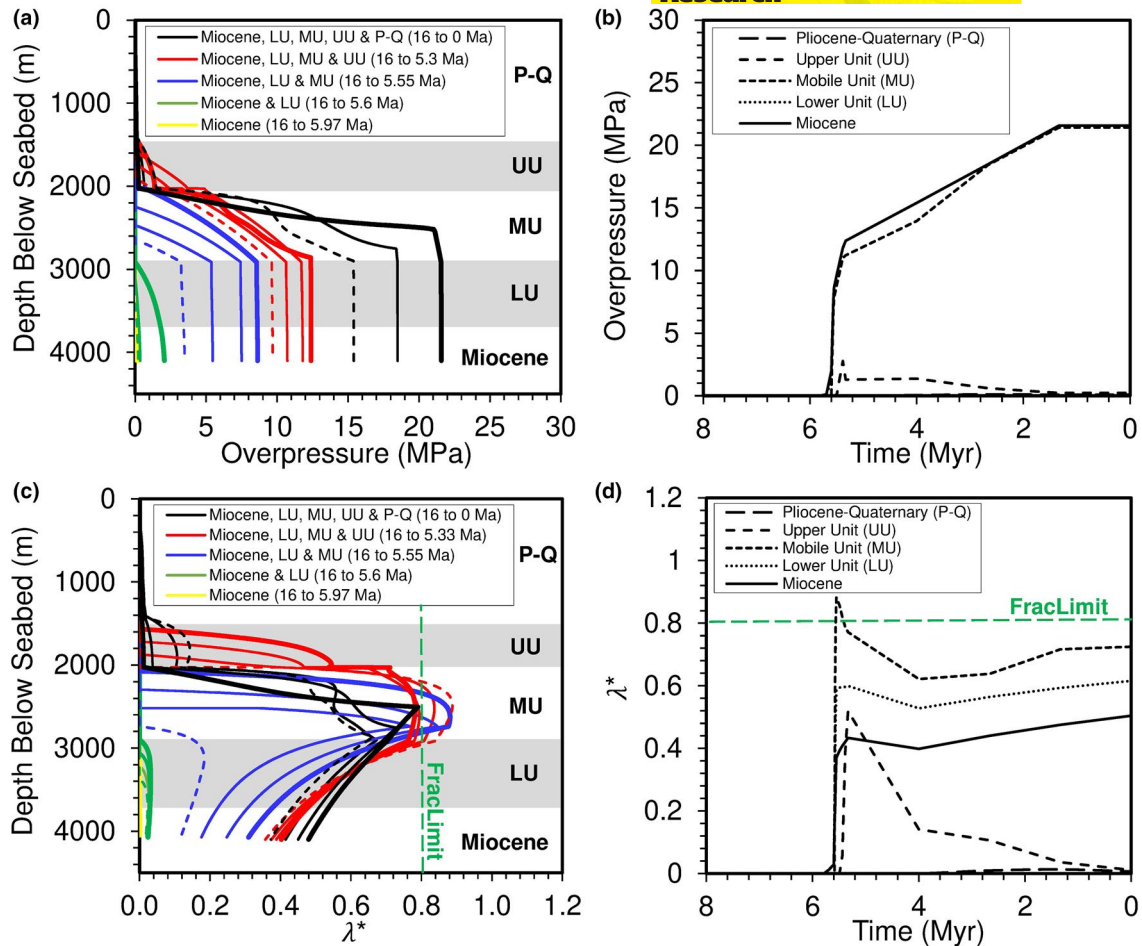 Research
(a)
Depth Below Seabed (m)
0
1000
2000
3000
4000
Miocene, LU, MU, UU & P-Q (16 to 0 Ma)
Miocene, LU, MU & UU (16 to 5.3 Ma)
Miocene, LU & MU (16 to 5.55 Ma)
Miocene & LU (16 to 5.6 Ma)
Miocene (16 to 5.97 Ma)
P-Q
UU
MU
LU
Miocene
0 5 10 15 20 25 30
Overpressure (MPa)
(b)
Overpressure (MPa)
30
25
20
15
10
5
0
Pliocene-Quaternary (P-Q)
Upper Unit (UU)
Mobile Unit (MU)
Lower Unit (LU)
Miocene
8 6 4 2 0
Time (Myr)
(c)
Depth Below Seabed (m)
0
1000
2000
3000
4000
Miocene, LU, MU, UU & P-Q (16 to 0 Ma)
Miocene, LU, MU & UU (16 to 5.33 Ma)
Miocene, LU & MU (16 to 5.55 Ma)
Miocene & LU (16 to 5.6 Ma)
Miocene (16 to 5.97 Ma)
P-Q
UU
MU
LU
Miocene
FracLimit
0.0 0.2 0.4 0.6 0.8 1.0 1.2
λ*
(d)
λ*
1.2
1
0.8
0.6
0.4
0.2
0
Pliocene-Quaternary (P-Q)
Upper Unit (UU)
Mobile Unit (MU)
Lower Unit (LU)
Miocene
FracLimit
8 6 4 2 0
Time (Myr)